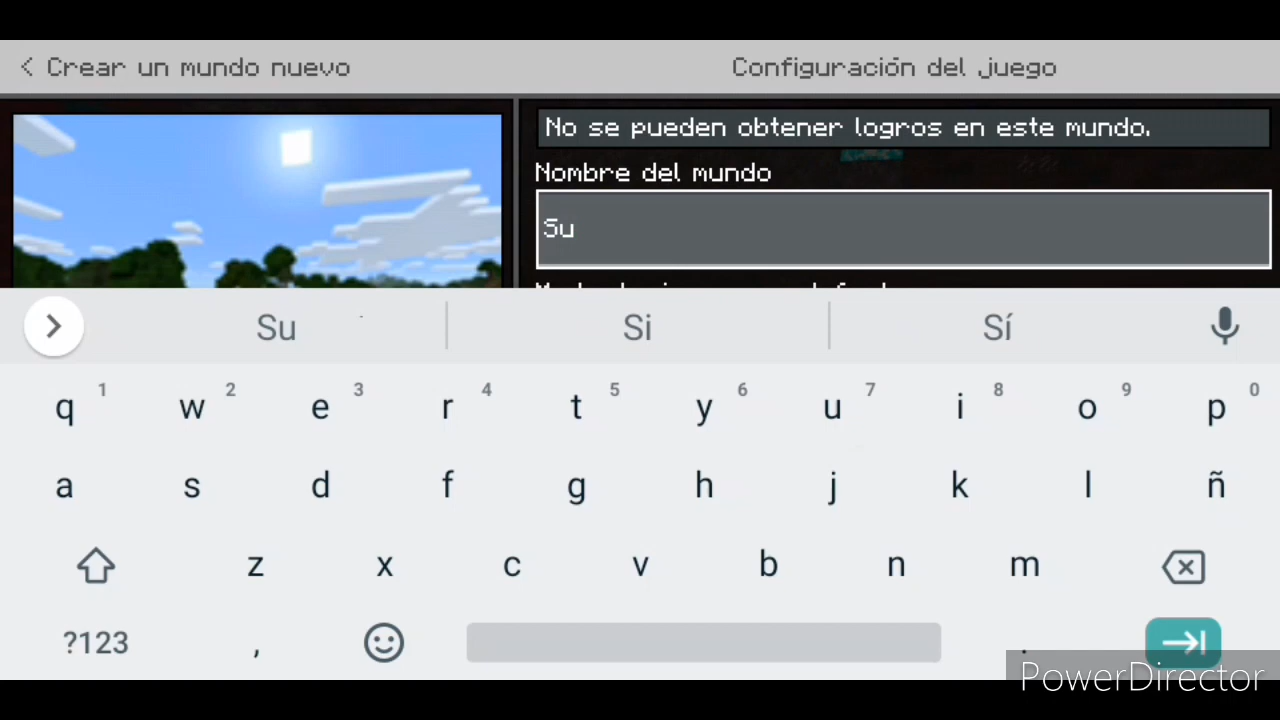 < Crear un mundo nuevo
Configuración del juego
No se pueden obtener logros en este mundo.
Nombre del mundo
Su
Su Si Sí
q 1 w 2 e 3 r 4 t 5 y 6 u 7 i 8 o 9 p 0
a s d f g h j k l ñ
z x c v b n m
?123 , .
PowerDirector